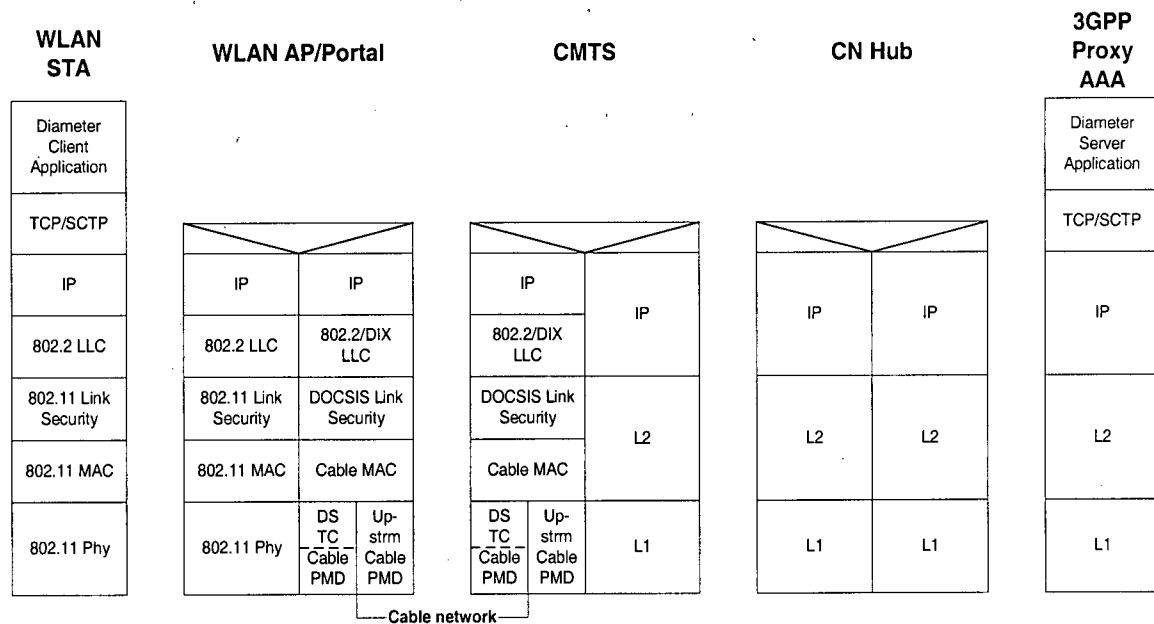 WLAN
STA
WLAN AP/Portal
CMTS
CN Hub
3GPP
Proxy
AAA
Diameter
Client
Application
TCP/SCTP
IP
802.2 LLC
802.11 Link
Security
802.11 MAC
802.11 Phy
IP
802.2 LLC
802.11 Link
Security
802.11 MAC
802.11 Phy
IP
802.2/DIX
LLC
DOCSIS Link
Security
Cable MAC
DS
TC
Cable
PMD
Up-
strm
Cable
PMD
IP
802.2/DIX
LLC
DOCSIS Link
Security
Cable MAC
DS
TC
Cable
PMD
Up-
strm
Cable
PMD
IP
L2
L1
IP
L2
L1
IP
L2
L1
Diameter
Server
Application
TCP/SCTP
IP
L2
L1
Cable network